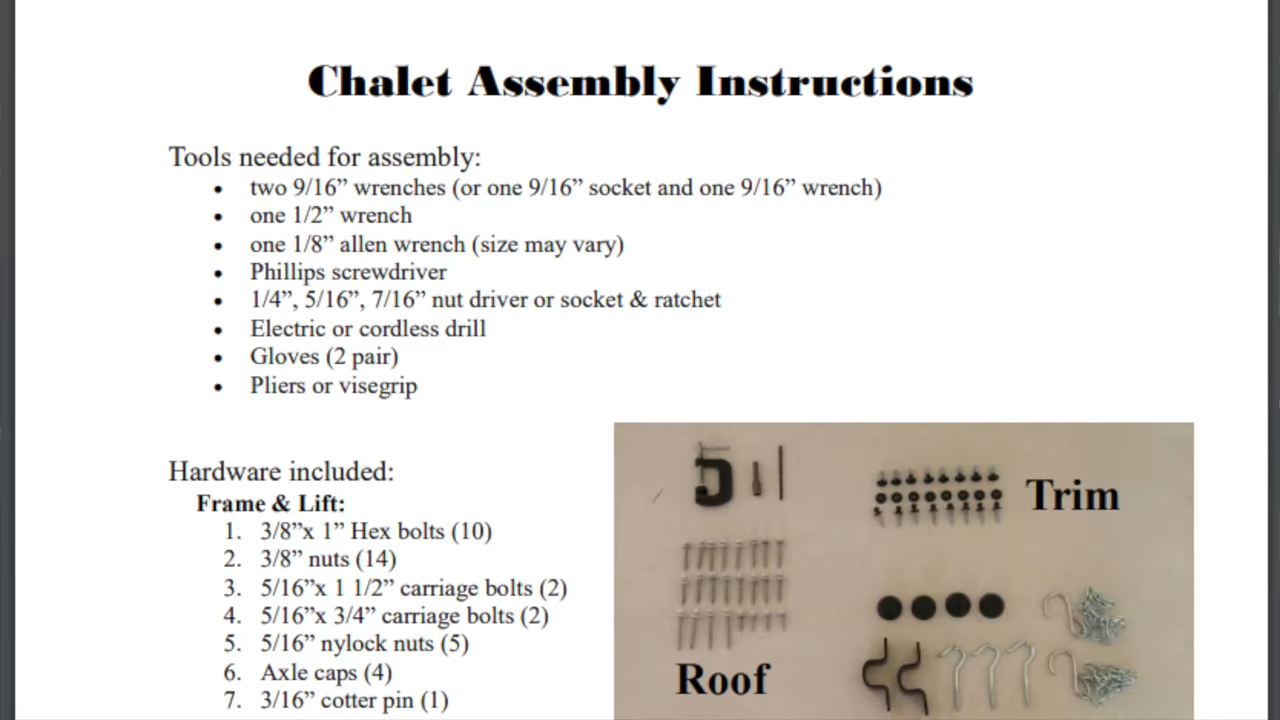 Chalet Assembly Instructions
Tools needed for assembly:
• two 9/16” wrenches (or one 9/16” socket and one 9/16” wrench)
• one 1/2” wrench
• one 1/8” allen wrench (size may vary)
• Phillips screwdriver
• 1/4”, 5/16”, 7/16” nut driver or socket & ratchet
• Electric or cordless drill
• Gloves (2 pair)
• Pliers or visegrip
Hardware included:
Frame & Lift:
1. 3/8”x 1” Hex bolts (10)
2. 3/8” nuts (14)
3. 5/16”x 1 1/2” carriage bolts (2)
4. 5/16”x 3/4” carriage bolts (2)
5. 5/16” nylock nuts (5)
6. Axle caps (4)
7. 3/16” cotter pin (1)
Trim
Roof